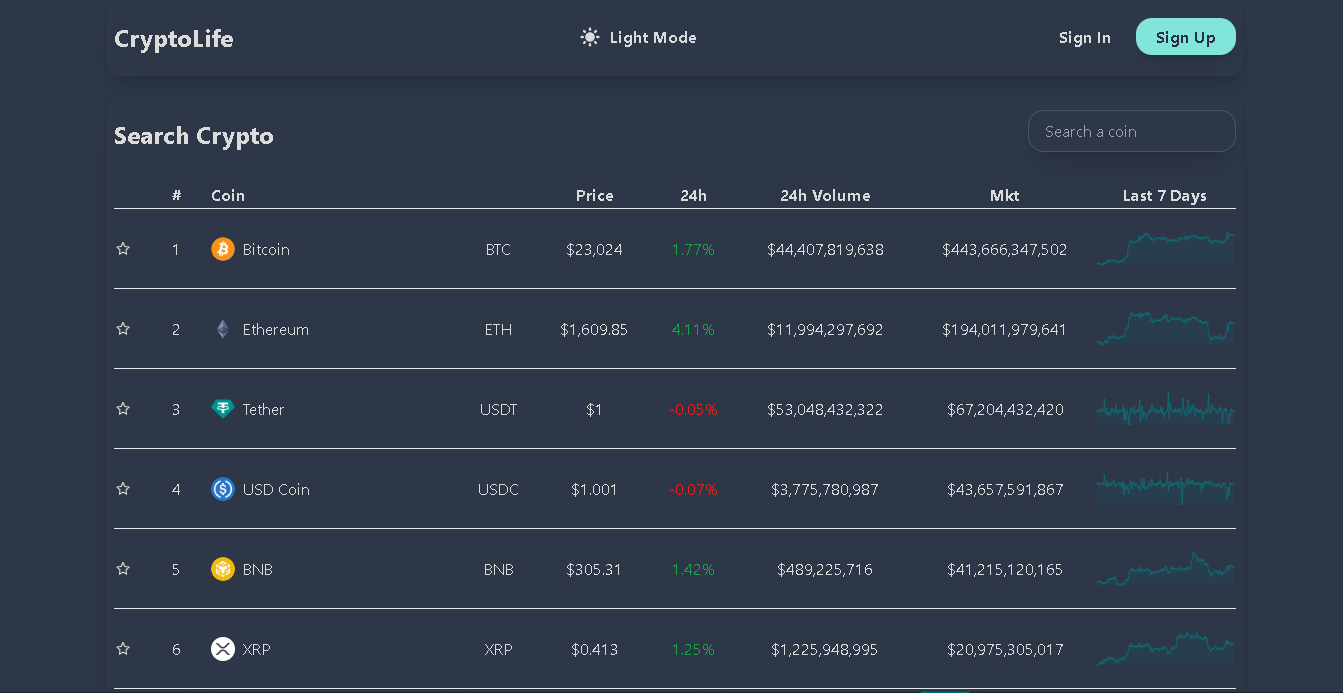 CryptoLife Light Mode Sign In Sign Up
Search Crypto Search a coin
# Coin Price 24h 24h Volume Mkt Last 7 Days
1 Bitcoin BTC $23,024 1.77% $44,407,819,638 $443,666,347,502
2 Ethereum ETH $1,609.85 4.11% $11,994,297,692 $194,011,979,641
3 Tether USDT $1 -0.05% $53,048,432,322 $67,204,432,420
4 USD Coin USDC $1.001 -0.07% $3,775,780,987 $43,657,591,867
5 BNB BNB $305.31 1.42% $489,225,716 $41,215,120,165
6 XRP XRP $0.413 1.25% $1,225,948,995 $20,975,305,017